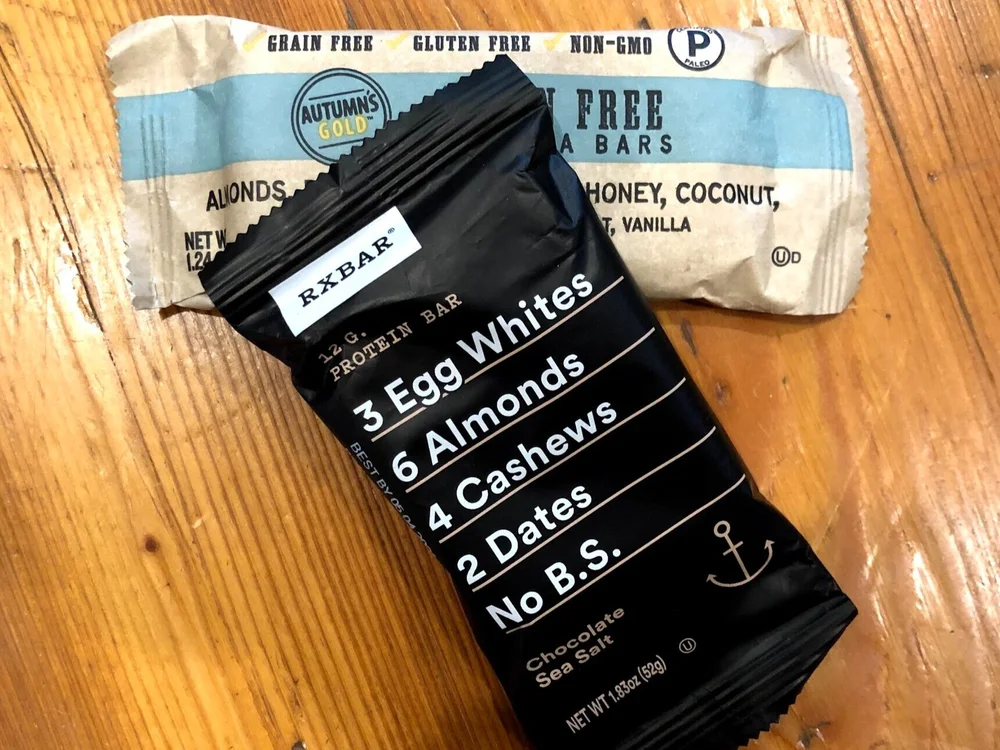 GRAIN FREE GLUTEN FREE NON-GMO
P
PALEO
AUTUMN'S
GOLD™
FREE
BARS
ALMONDS,
HONEY, COCONUT,
VANILLA
NET
1.24
UD
RXBAR®
12 G.
PROTEIN BAR
3 Egg Whites
6 Almonds
4 Cashews
2 Dates
No B.S.
Chocolate
Sea Salt
U
NET WT 1.83oz (52g)
BEST BY